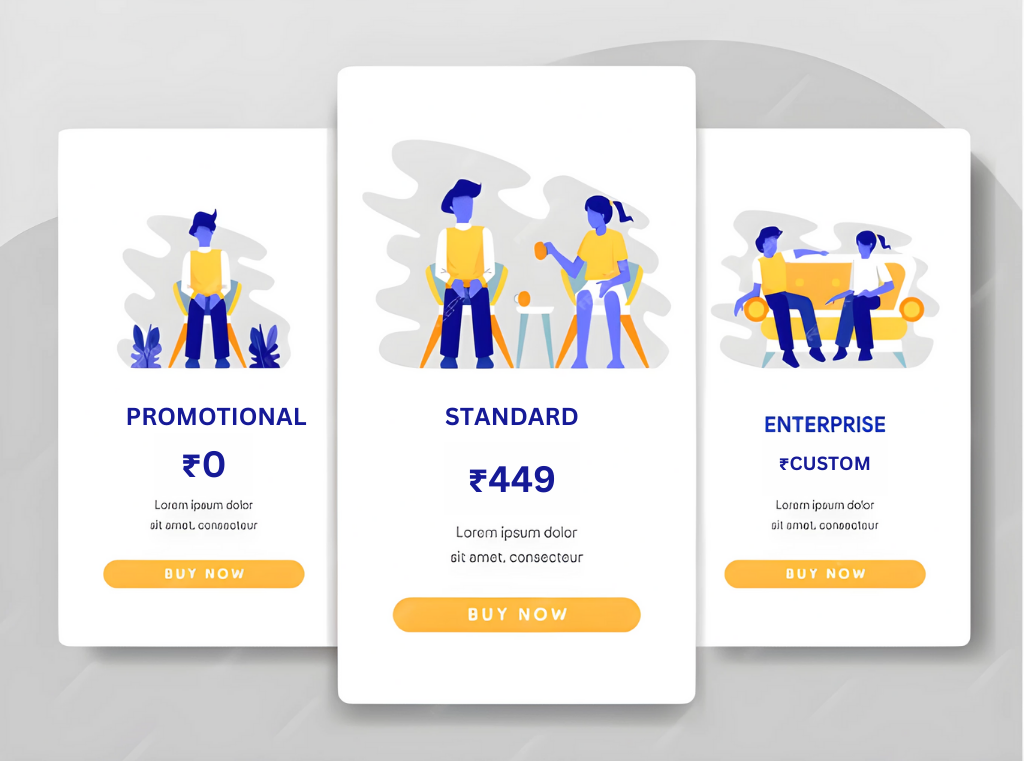 PROMOTIONAL
₹0
Lorem ipsum dolor
sit amet, consecteur
BUY NOW
STANDARD
₹449
Lorem ipsum dolor
sit amet, consecteur
BUY NOW
ENTERPRISE
₹CUSTOM
Lorem ipsum dolor
sit amet, consecteur
BUY NOW